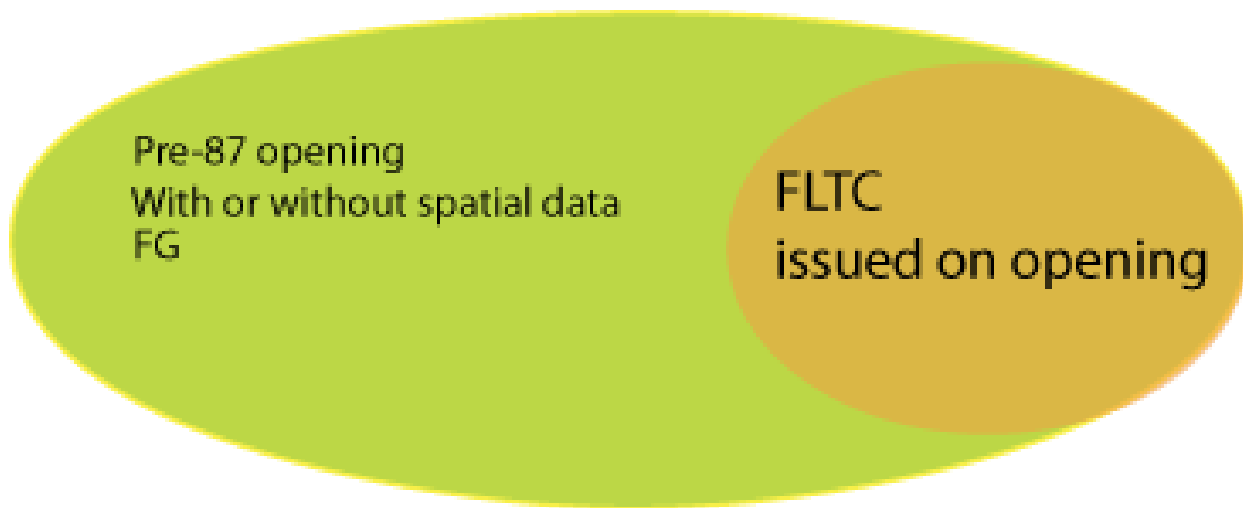 Pre-87 opening
With or without spatial data
FG
FLTC
issued on opening